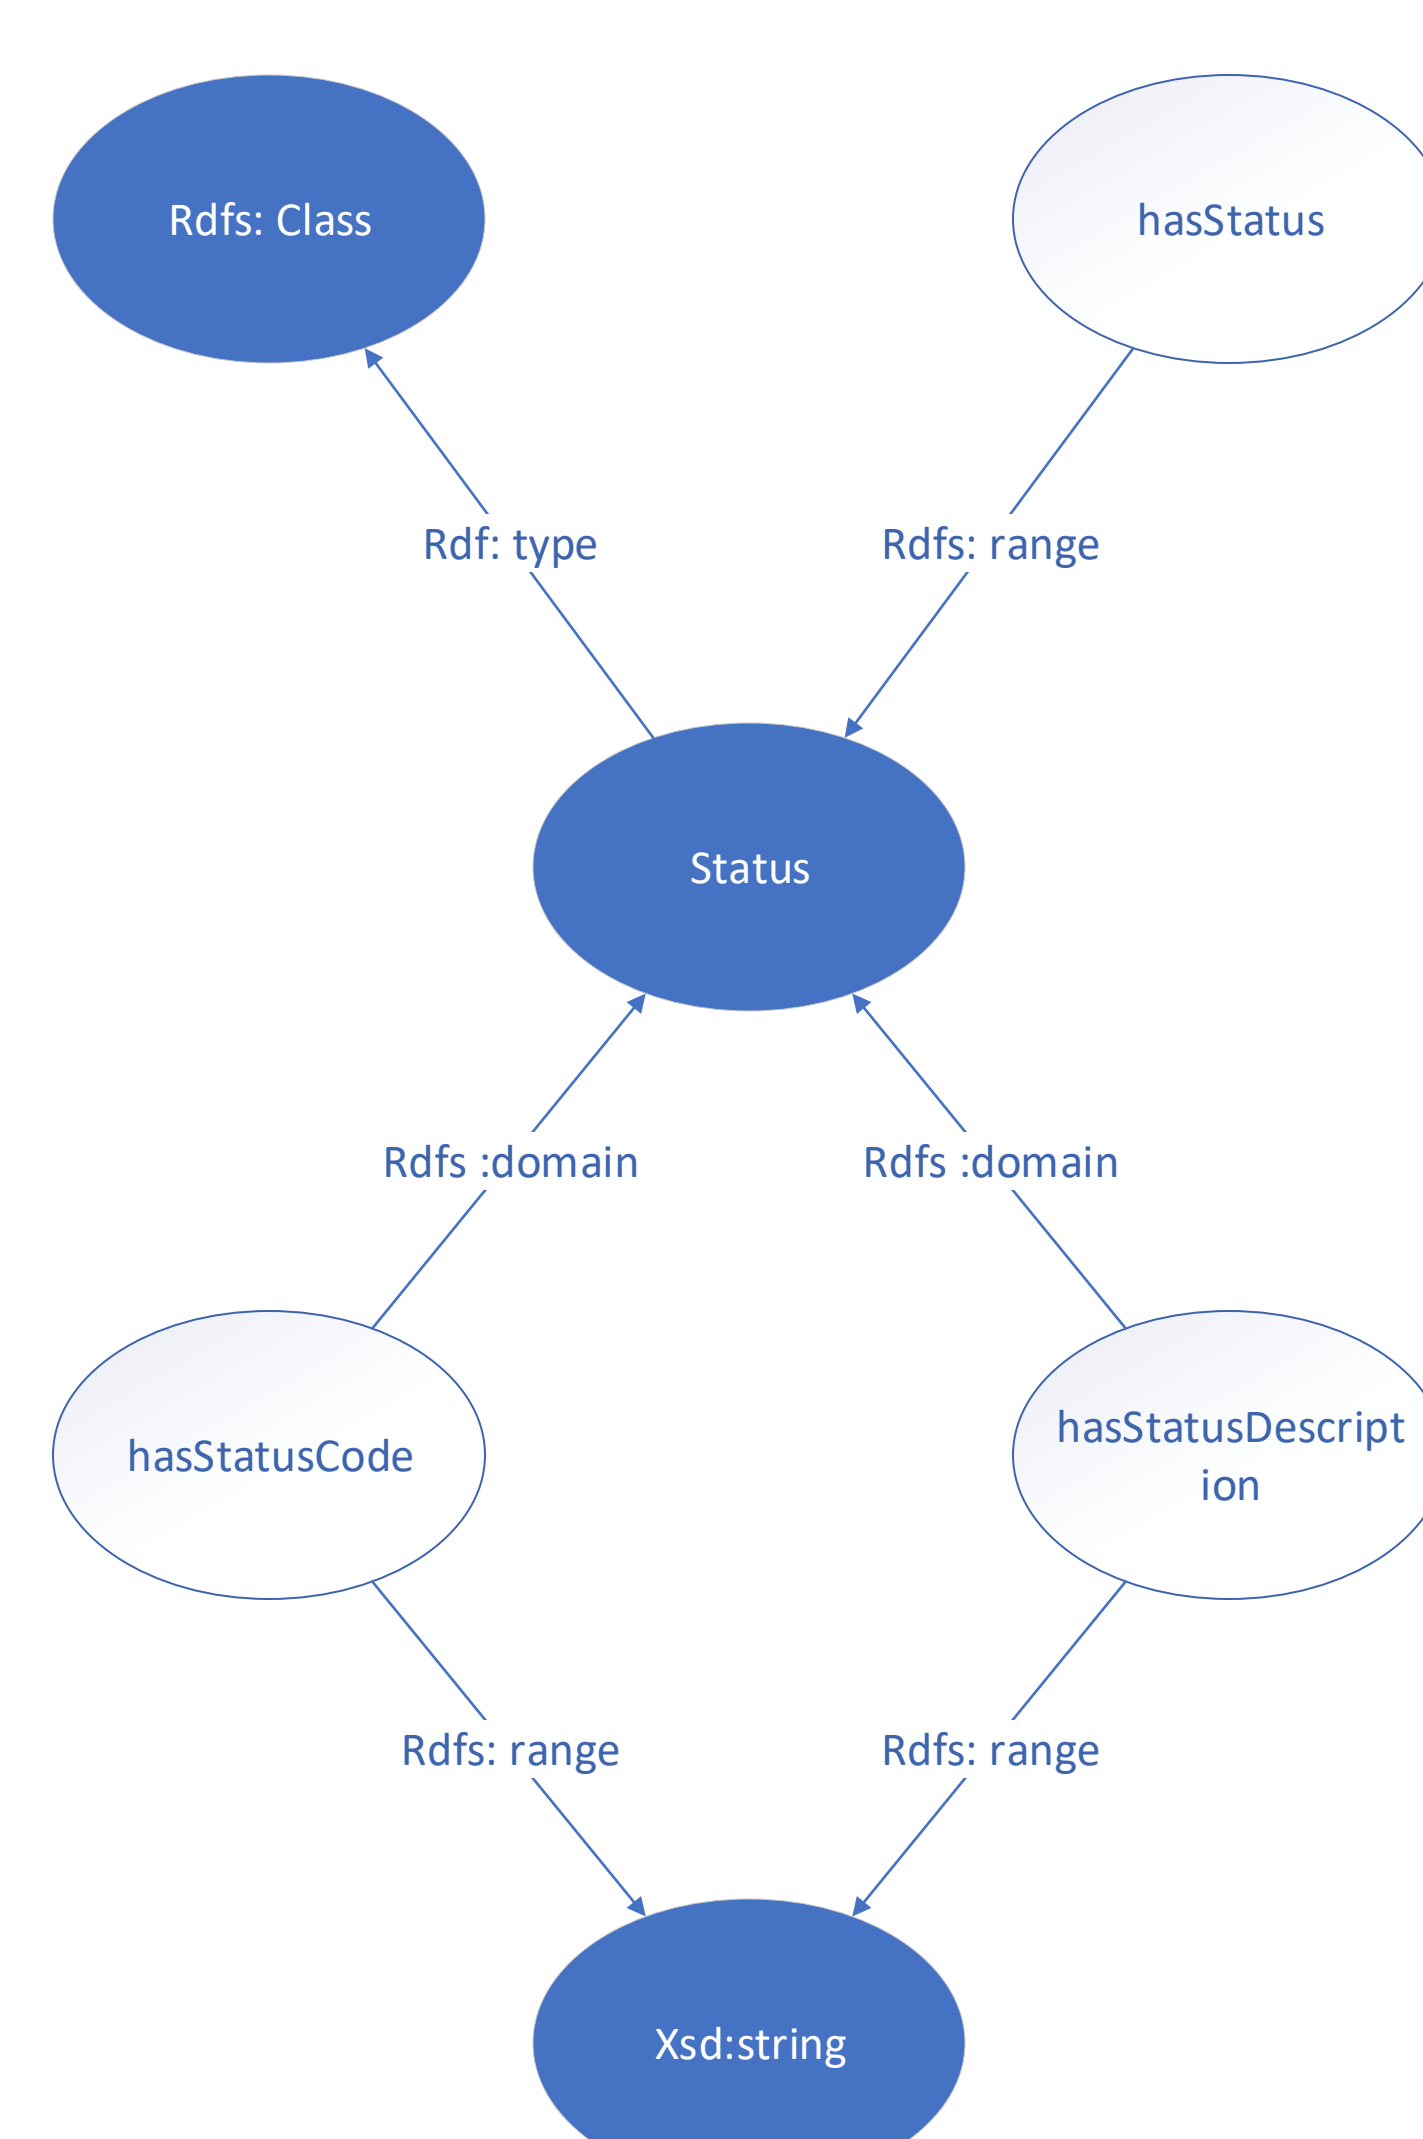 Rdfs: Class
hasStatus
Rdf: type
Rdfs: range
Status
Rdfs :domain
Rdfs :domain
hasStatusCode
hasStatusDescript
ion
Rdfs: range
Rdfs: range
Xsd:string